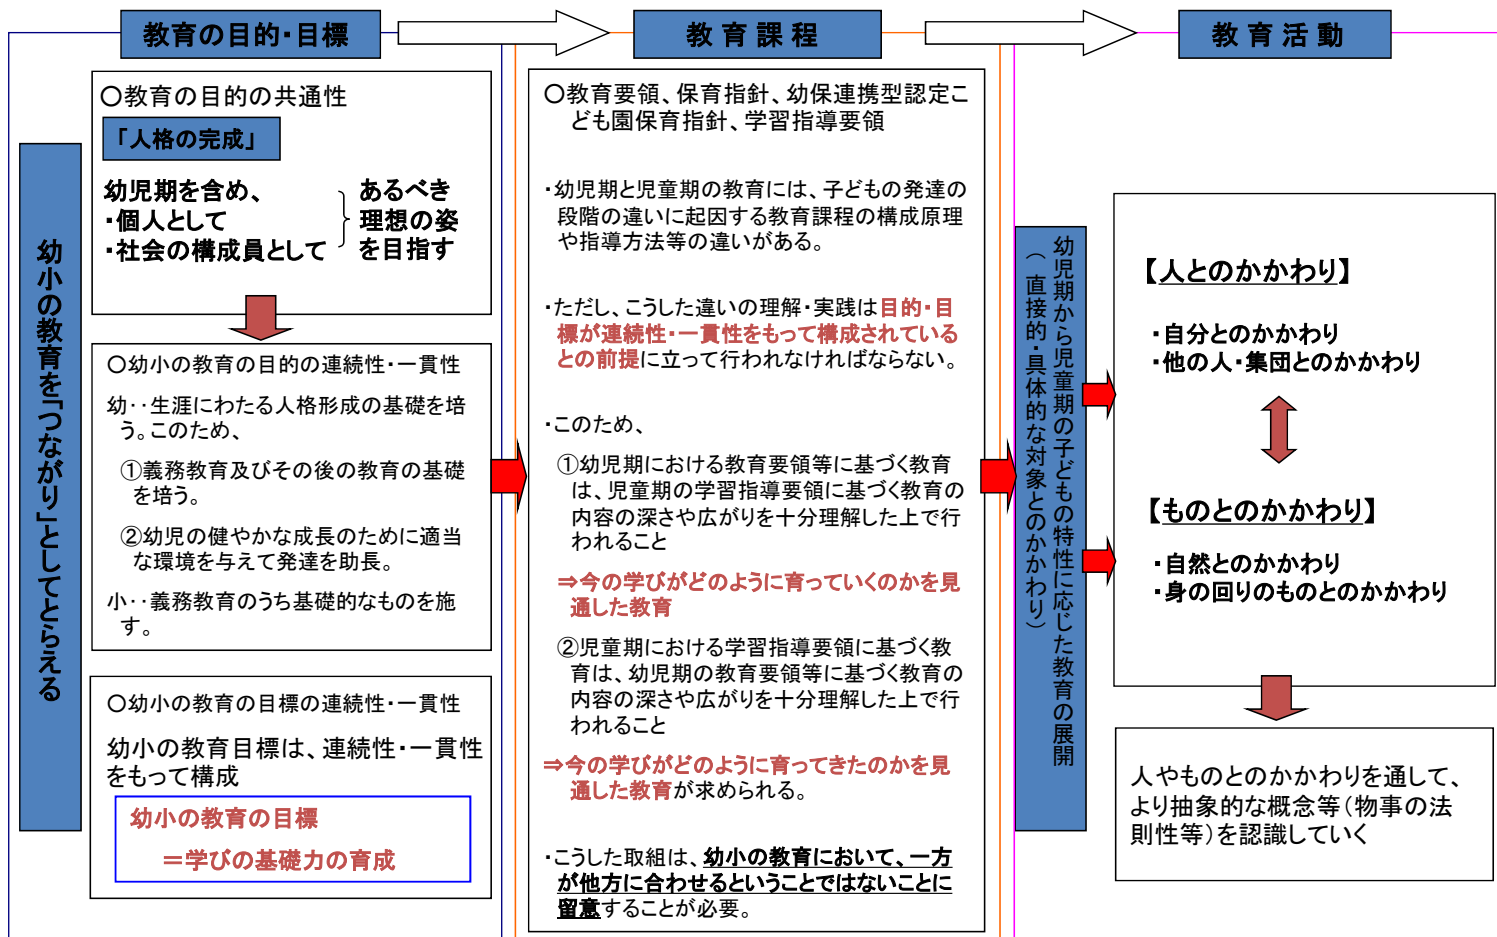 教育の目的・目標
教育課程
教育活動
幼小の教育を「つながり」としてとらえる
〇教育の目的の共通性
「人格の完成」
幼児期を含め、
・個人として
・社会の構成員として
あるべき
理想の姿
を目指す
〇幼小の教育の目的の連続性・一貫性
幼‥生涯にわたる人格形成の基礎を培
う。このため、
①義務教育及びその後の教育の基礎
を培う。
②幼児の健やかな成長のために適当
な環境を与えて発達を助長。
小‥義務教育のうち基礎的なものを施
す。
〇幼小の教育の目標の連続性・一貫性
幼小の教育目標は、連続性・一貫性
をもって構成
幼小の教育の目標
＝学びの基礎力の育成
〇教育要領、保育指針、幼保連携型認定こ
ども園保育指針、学習指導要領
・幼児期と児童期の教育には、子どもの発達の
段階の違いに起因する教育課程の構成原理
や指導方法等の違いがある。
・ただし、こうした違いの理解・実践は目的・目
標が連続性・一貫性をもって構成されている
との前提に立って行われなければならない。
・このため、
①幼児期における教育要領等に基づく教育
は、児童期の学習指導要領に基づく教育の
内容の深さや広がりを十分理解した上で行
われること
⇒今の学びがどのように育っていくのかを見
通した教育
②児童期における学習指導要領に基づく教
育は、幼児期の教育要領等に基づく教育の
内容の深さや広がりを十分理解した上で行
われること
⇒今の学びがどのように育ってきたのかを見
通した教育が求められる。
・こうした取組は、幼小の教育において、一方
が他方に合わせるということではないことに
留意することが必要。
幼児期から児童期の子どもの特性に応じた教育の展開
（直接的・具体的な対象とのかかわり）
【人とのかかわり】
・自分とのかかわり
・他の人・集団とのかかわり
【ものとのかかわり】
・自然とのかかわり
・身の回りのものとのかかわり
人やものとのかかわりを通して、
より抽象的な概念等（物事の法
則性等）を認識していく